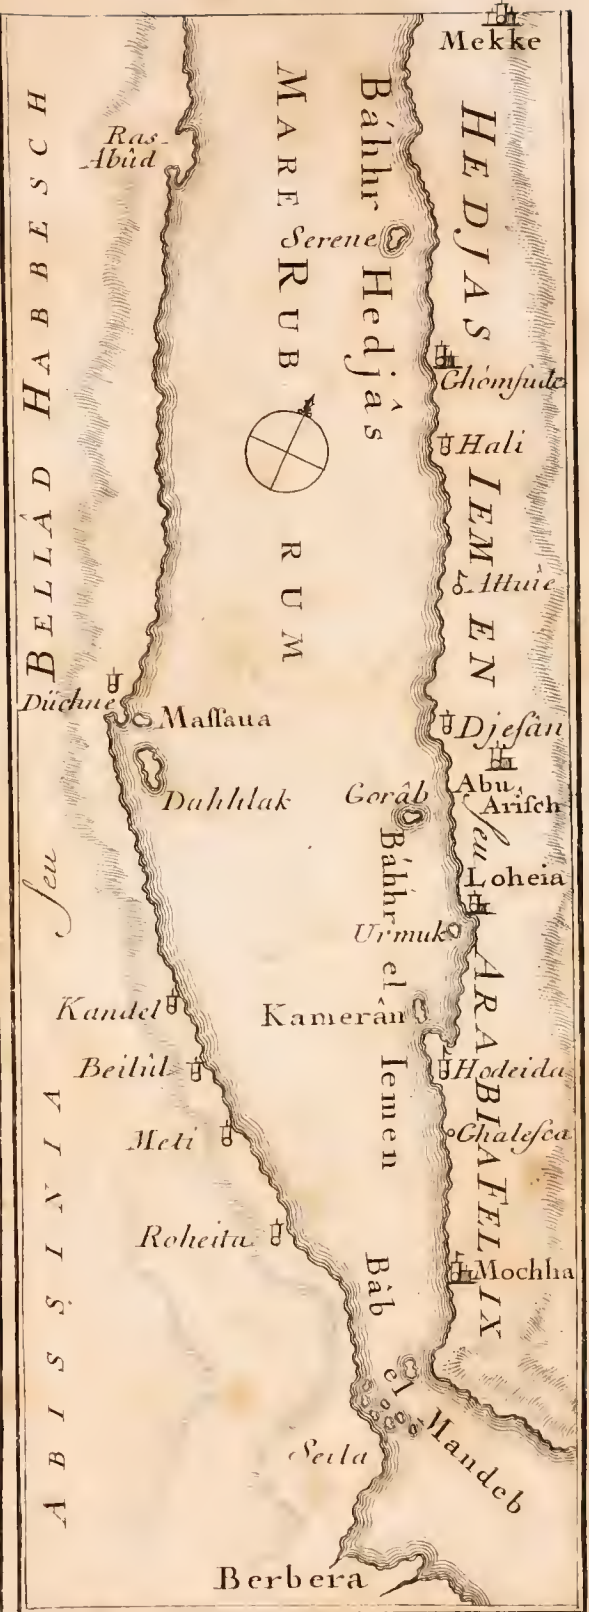 Mekke
BELLÂD HABBESCH
seu
ABISSINIA
MARE RUB RUM
Báhhr Hedjâs
HEDJAS
Ras-
Abûd
Serene
Ghómfude
Hali
IEMEN
seu
ARABIA FELIX
Attuie
Düchne
Maſſaua
Dahhlak
Djeſân
Abu
Ariſch
Gorâb
Báhhr el Iemen
Loheia
Urmuk
Kandel
Kamerân
Beilûl
Hodeida
Meti
Ghaleſca
Roheita
Mochha
Bâb
el
Mandeb
Seila
Berbera